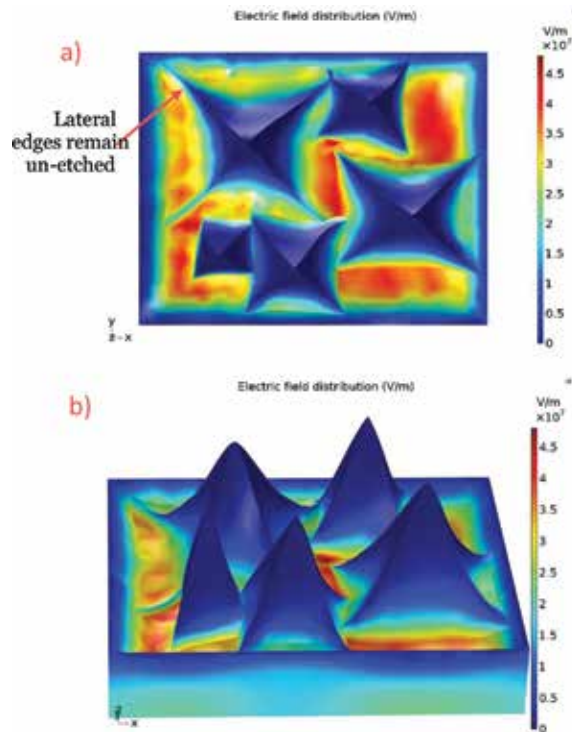 Electric field distribution (V/m)
a)
V/m
×10⁷
Lateral
edges remain
un-etched
4.5
4
3.5
3
2.5
2
1.5
1
0.5
0
y
z x
Electric field distribution (V/m)
b)
V/m
×10⁷
4.5
4
3.5
3
2.5
2
1.5
1
0.5
0
z
y x